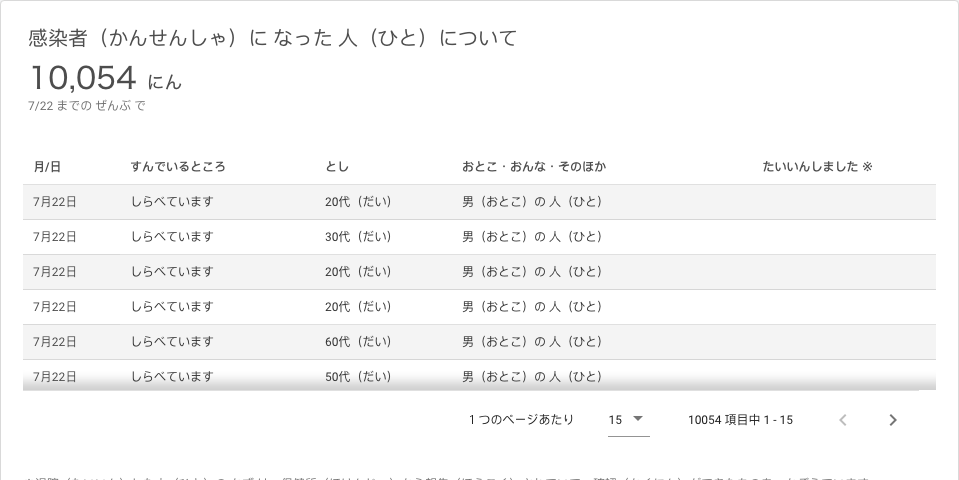 感染者（かんせんしゃ）に なった 人（ひと）について
10,054 にん
7/22 までの ぜんぶ で
月/日 すんでいるところ とし おとこ・おんな・そのほか たいいんしました ※
7月22日 しらべています 20代（だい） 男（おとこ）の 人（ひと）
7月22日 しらべています 30代（だい） 男（おとこ）の 人（ひと）
7月22日 しらべています 20代（だい） 男（おとこ）の 人（ひと）
7月22日 しらべています 20代（だい） 男（おとこ）の 人（ひと）
7月22日 しらべています 60代（だい） 男（おとこ）の 人（ひと）
7月22日 しらべています 50代（だい） 男（おとこ）の 人（ひと）
1 つのページあたり 15 10054 項目中 1 - 15